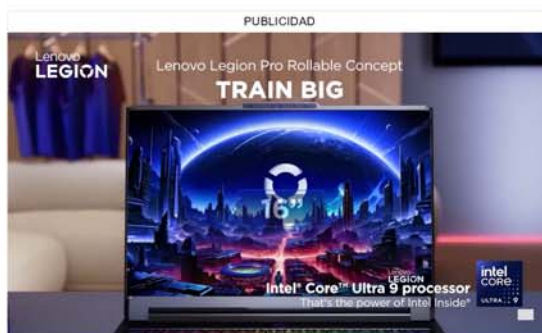 PUBLICIDAD
Lenovo
LEGION
Lenovo Legion Pro Rollable Concept
TRAIN BIG
16”
Lenovo
LEGION
Intel® Core™ Ultra 9 processor
That's the power of Intel Inside®
intel
CORE
ULTRA 9